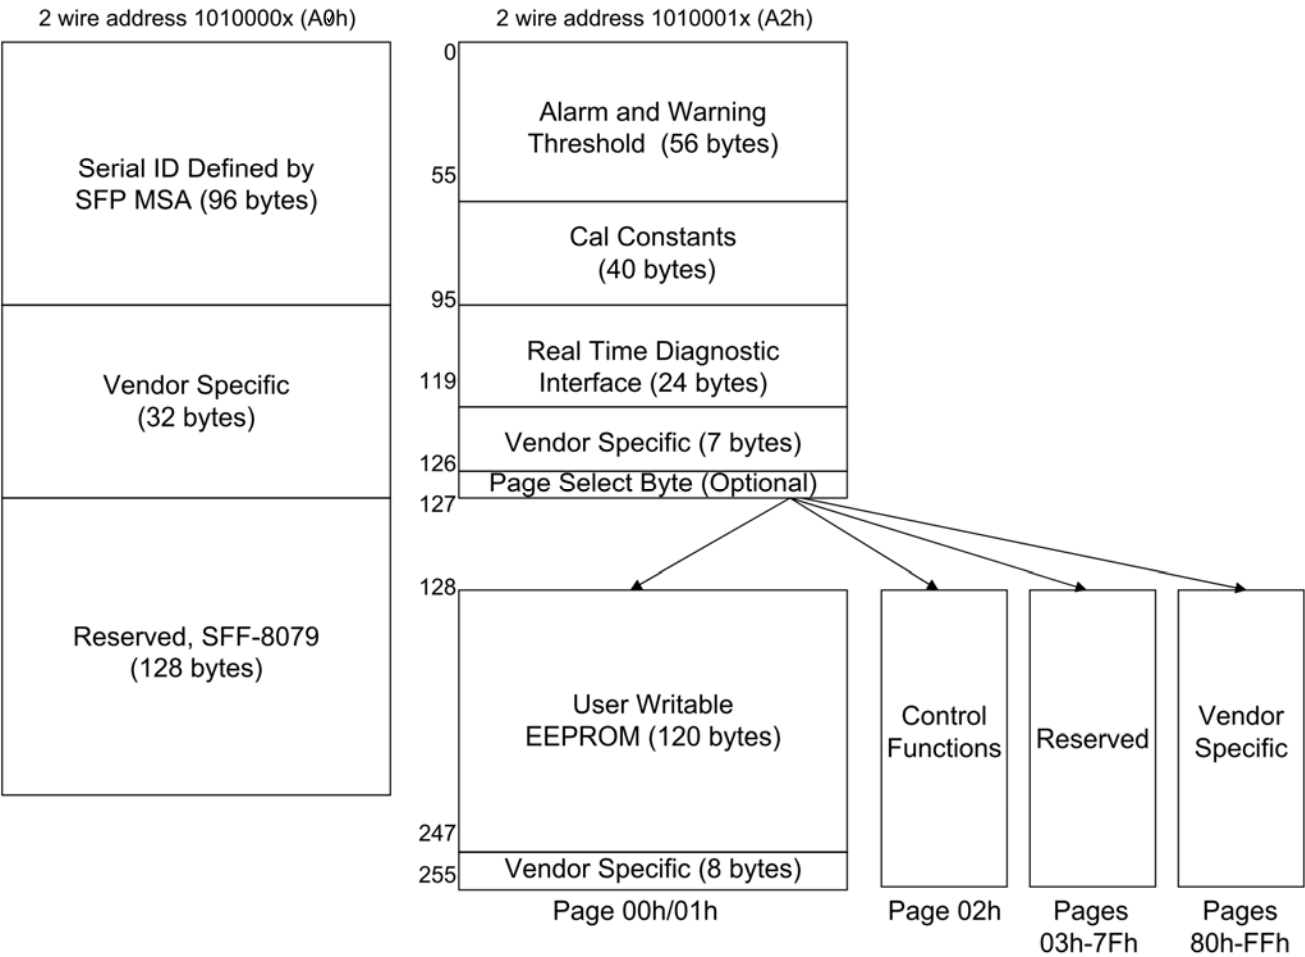 2 wire address 1010000x (A0h)
Serial ID Defined by
SFP MSA (96 bytes)
Vendor Specific
(32 bytes)
Reserved, SFF-8079
(128 bytes)
2 wire address 1010001x (A2h)
0
Alarm and Warning
Threshold (56 bytes)
55
Cal Constants
(40 bytes)
95
Real Time Diagnostic
Interface (24 bytes)
119
Vendor Specific (7 bytes)
126
Page Select Byte (Optional)
127
128
User Writable
EEPROM (120 bytes)
247
Vendor Specific (8 bytes)
255
Page 00h/01h
Control
Functions
Page 02h
Reserved
Pages
03h-7Fh
Vendor
Specific
Pages
80h-FFh